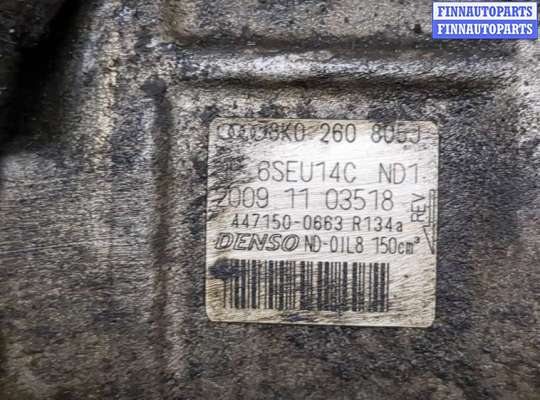 FINNAUTOPARTS
FINNAUTOPARTS
8K0 260 805J
6SEU14C ND1
2009 11 03518
447150-0663 R134a
REV
DENSO ND-OIL8 150cm³